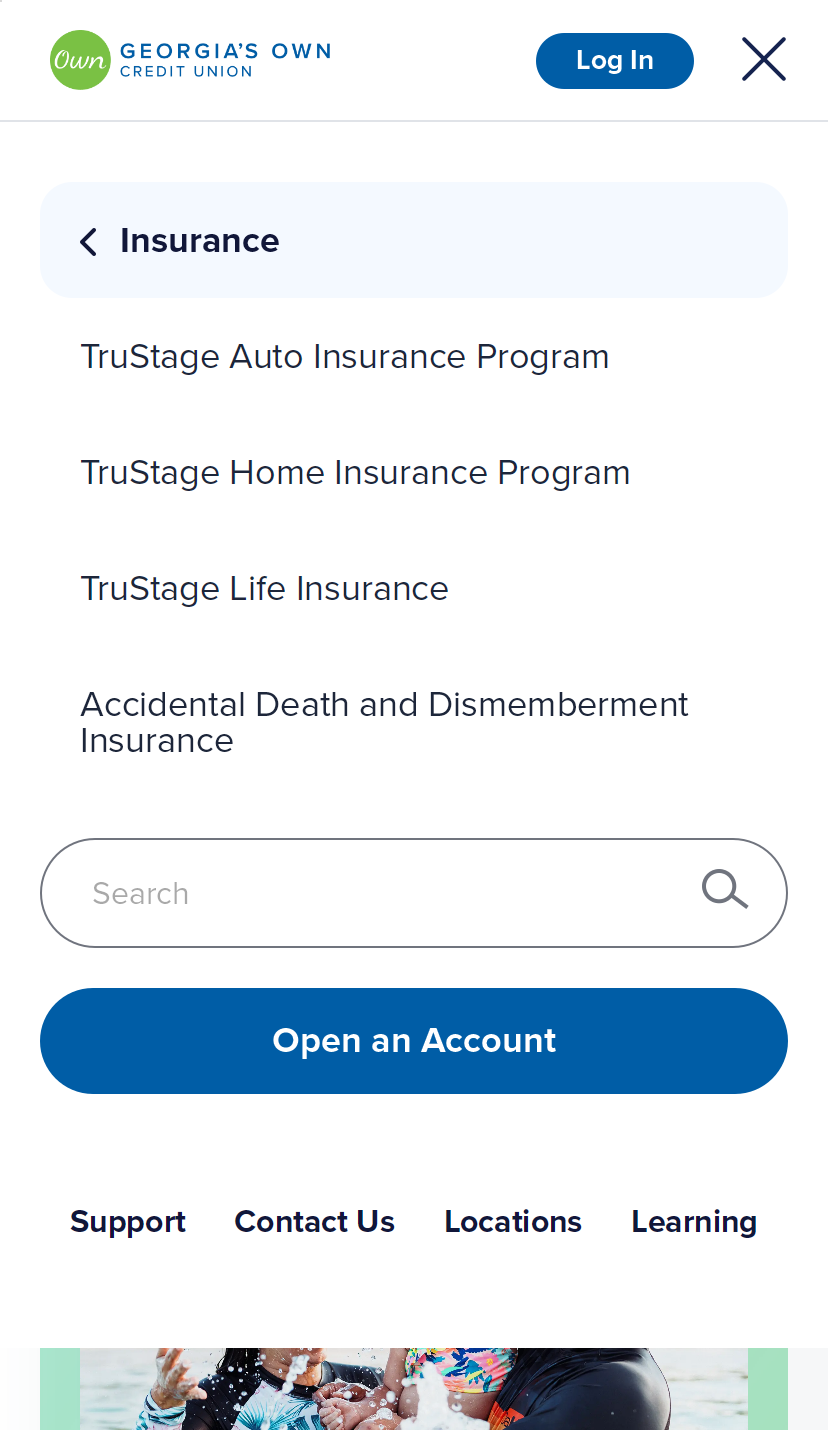 Own GEORGIA'S OWN
CREDIT UNION
Log In
Insurance
TruStage Auto Insurance Program
TruStage Home Insurance Program
TruStage Life Insurance
Accidental Death and Dismemberment
Insurance
Search
Open an Account
Support Contact Us Locations Learning